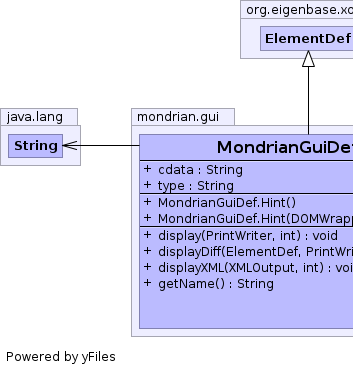 org.eigenbase.xo
ElementDef
java.lang
String
mondrian.gui
MondrianGuiDef
+ cdata : String
+ type : String
+ MondrianGuiDef.Hint()
+ MondrianGuiDef.Hint(DOMWrapp
+ display(PrintWriter, int) : void
+ displayDiff(ElementDef, PrintWri
+ displayXML(XMLOutput, int) : voi
+ getName() : String
Powered by yFiles